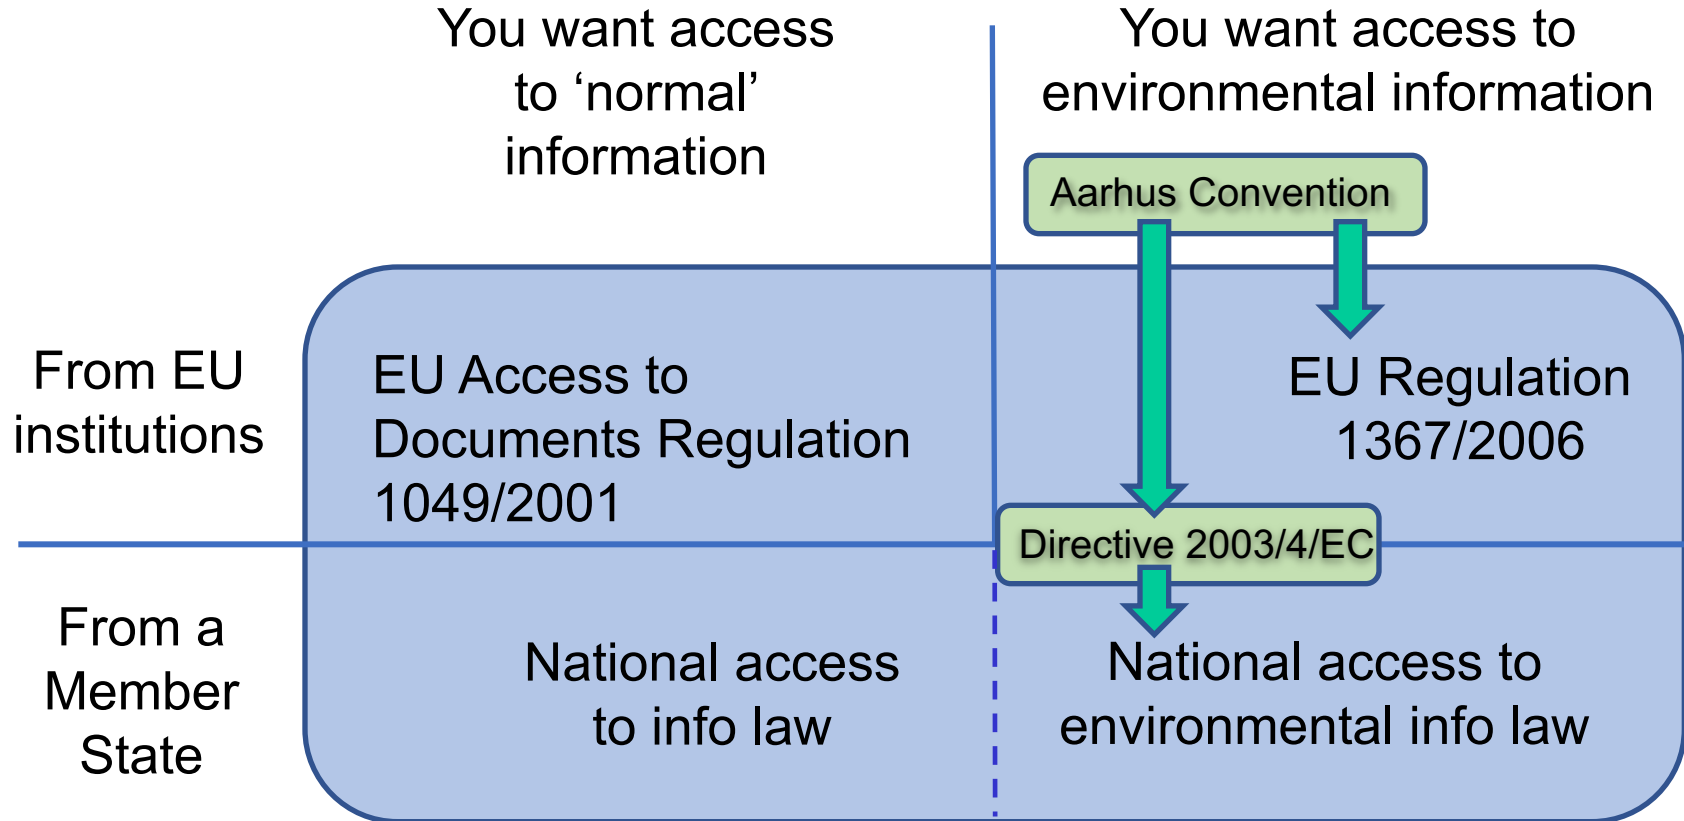 You want access
to ‘normal’
information
You want access to
environmental information
Aarhus Convention
From EU
institutions
EU Access to
Documents Regulation
1049/2001
EU Regulation
1367/2006
Directive 2003/4/EC
From a
Member
State
National access
to info law
National access to
environmental info law